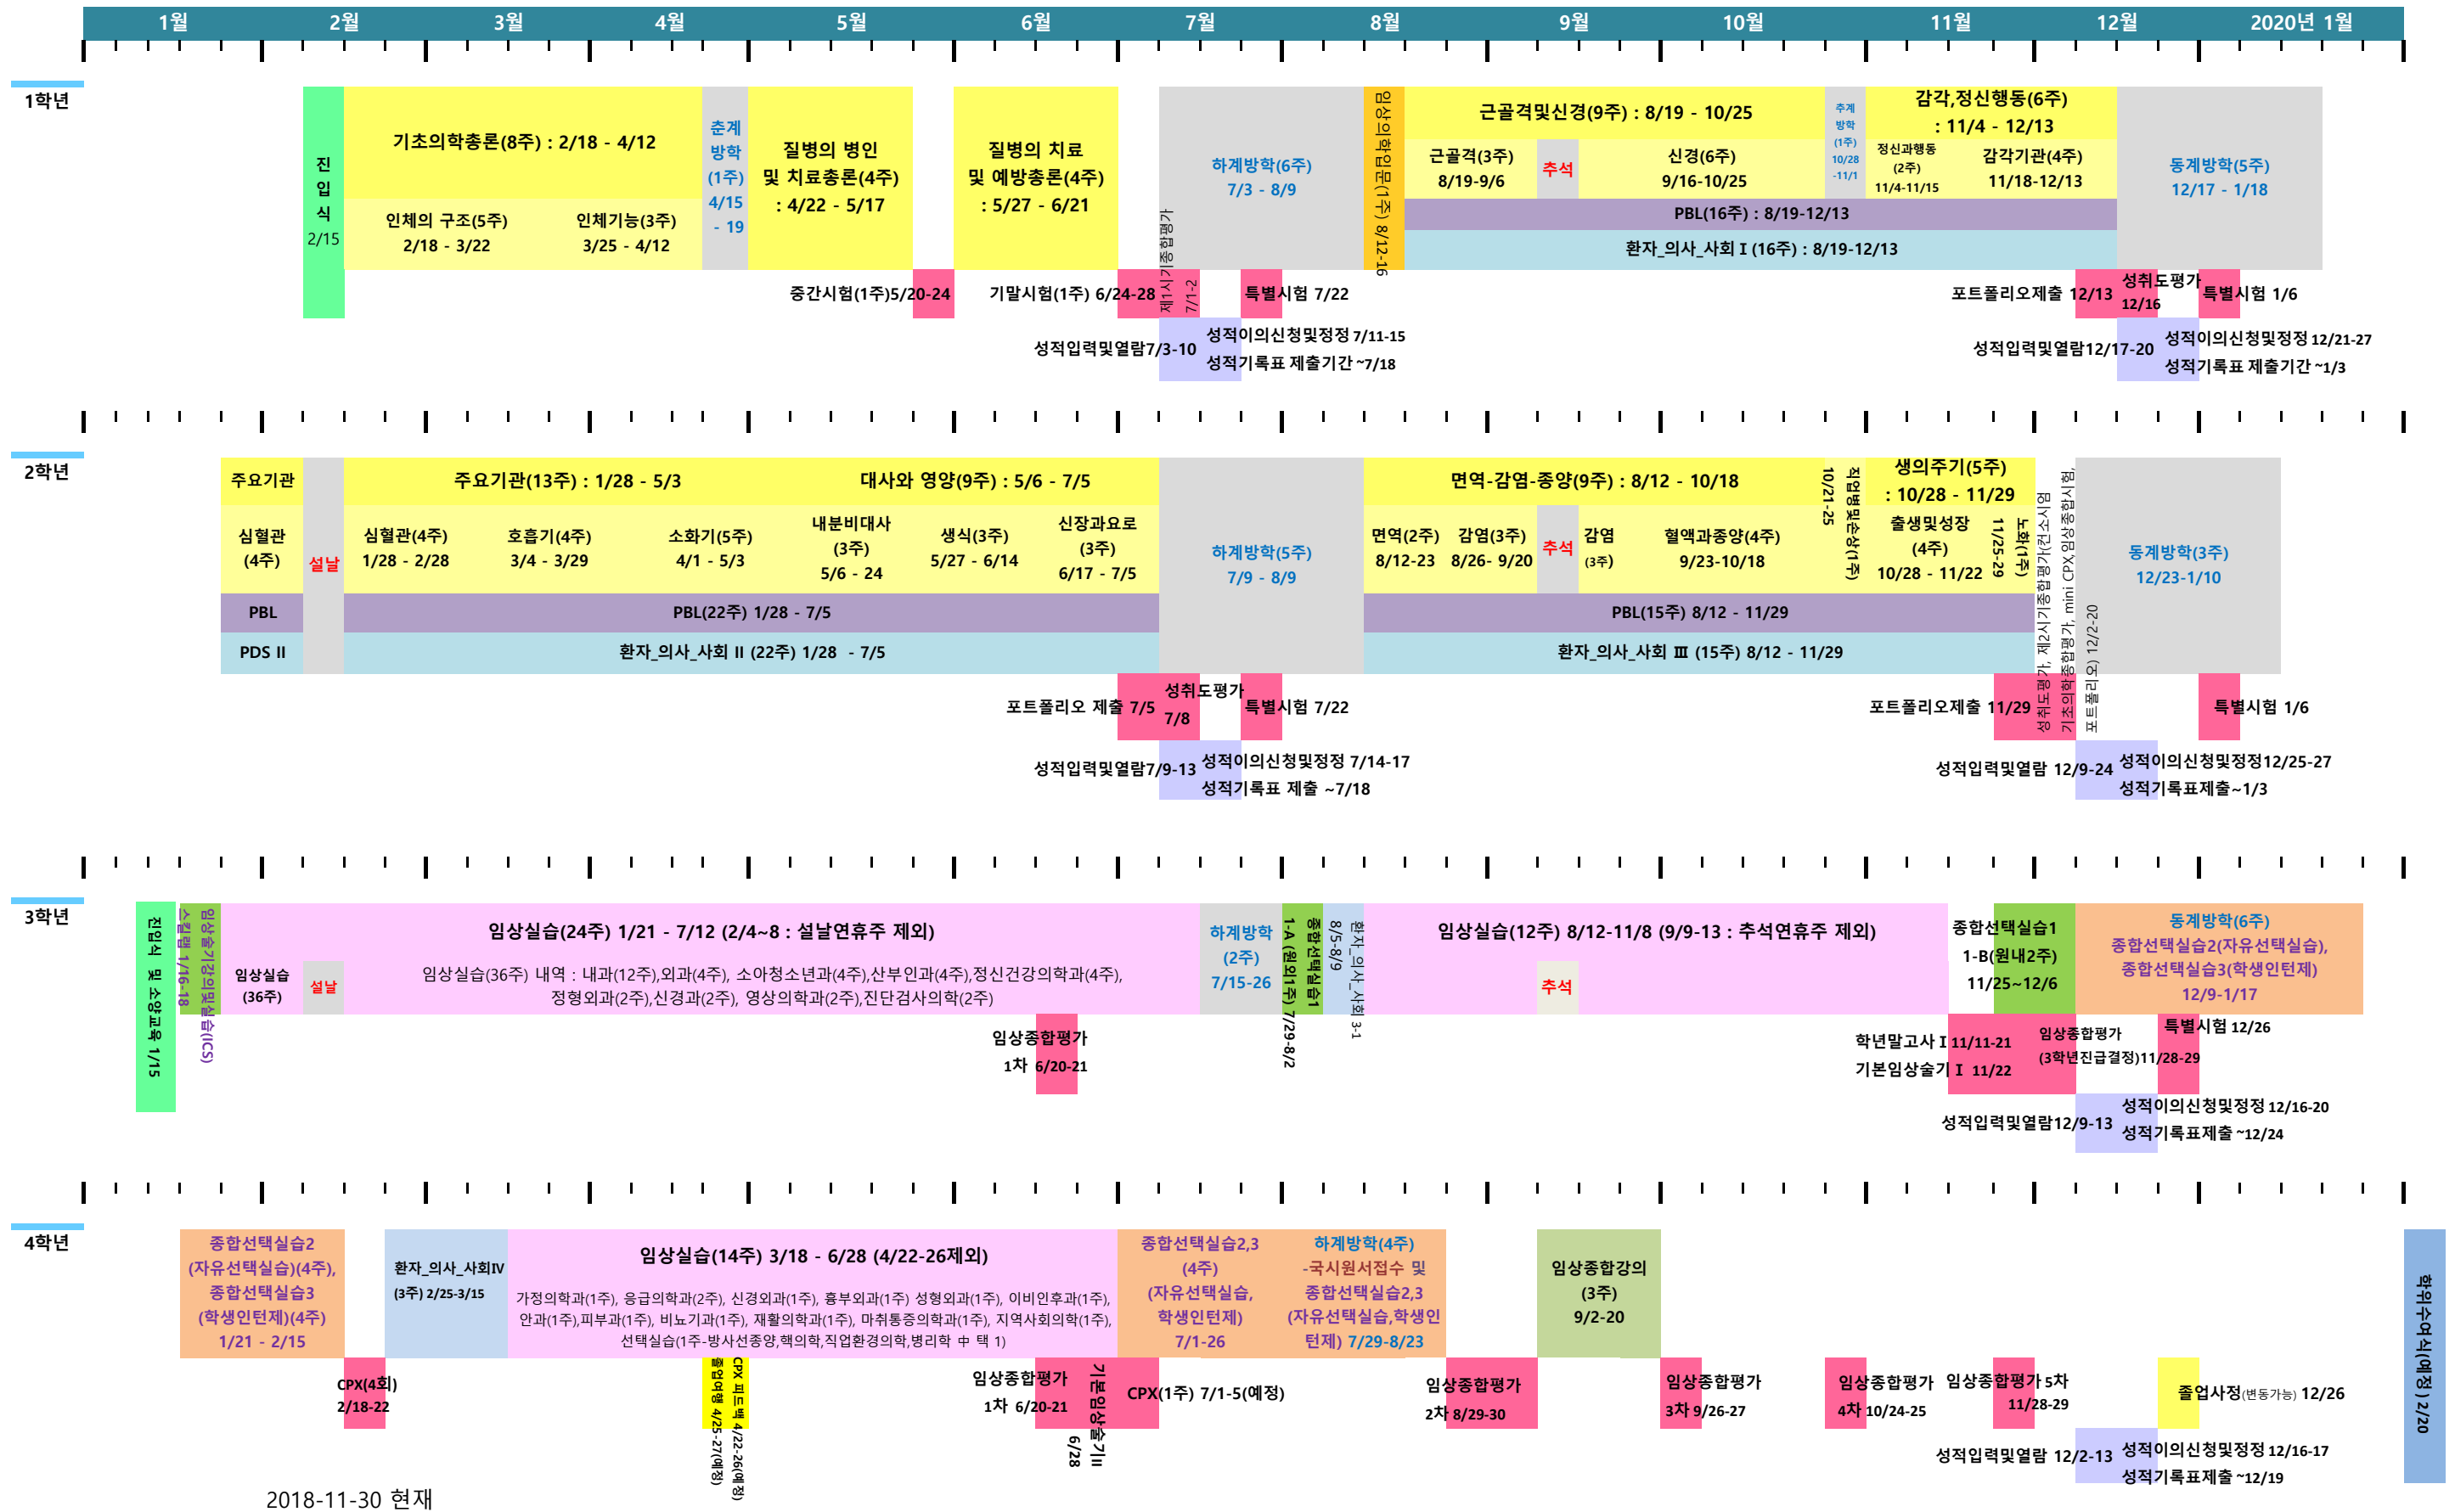 1월 2월 3월 4월 5월 6월 7월 8월 9월 10월 11월 12월 2020년 1월
1학년
진입식
2/15
기초의학총론(8주) : 2/18 - 4/12
인체의 구조(5주)
2/18 - 3/22
인체기능(3주)
3/25 - 4/12
춘계
방학
(1주)
4/15
- 19
질병의 병인
및 치료총론(4주)
: 4/22 - 5/17
질병의 치료
및 예방총론(4주)
: 5/27 - 6/21
하계방학(6주)
7/3 - 8/9
임상의학입문(1주) 8/12-16
근골격및신경(9주) : 8/19 - 10/25
근골격(3주)
8/19-9/6
추석
신경(6주)
9/16-10/25
추계
방학
(1주)
10/28
-11/1
감각,정신행동(6주)
: 11/4 - 12/13
정신과행동
(2주)
11/4-11/15
감각기관(4주)
11/18-12/13
PBL(16주) : 8/19-12/13
환자_의사_사회 I (16주) : 8/19-12/13
동계방학(5주)
12/17 - 1/18
중간시험(1주)5/20-24
기말시험(1주) 6/24-28
제1시기종합평가
7/1-2
특별시험 7/22
포트폴리오제출 12/13
성취도평가
12/16
특별시험 1/6
성적입력및열람7/3-10
성적이의신청및정정 7/11-15
성적기록표 제출기간 ~7/18
성적입력및열람12/17-20
성적이의신청및정정 12/21-27
성적기록표 제출기간 ~1/3
2학년
주요기관
심혈관
(4주)
PBL
PDS II
설날
주요기관(13주) : 1/28 - 5/3
대사와 영양(9주) : 5/6 - 7/5
심혈관(4주)
1/28 - 2/28
호흡기(4주)
3/4 - 3/29
소화기(5주)
4/1 - 5/3
내분비대사
(3주)
5/6 - 24
생식(3주)
5/27 - 6/14
신장과요로
(3주)
6/17 - 7/5
PBL(22주) 1/28 - 7/5
환자_의사_사회 II (22주) 1/28 - 7/5
하계방학(5주)
7/9 - 8/9
면역-감염-종양(9주) : 8/12 - 10/18
면역(2주)
8/12-23
감염(3주)
8/26- 9/20
추석
감염
(3주)
혈액과종양(4주)
9/23-10/18
직업병및손상(1주)
10/21-25
생의주기(5주)
: 10/28 - 11/29
출생및성장
(4주)
10/28 - 11/22
노화(1주)
11/25-29
PBL(15주) 8/12 - 11/29
환자_의사_사회 III (15주) 8/12 - 11/29
성취도평가, 제2시기종합평가(컨소시엄
기초의학종합평가, mini CPX,임상종합시험,
포트폴리오) 12/2-20
동계방학(3주)
12/23-1/10
포트폴리오 제출 7/5
성취도평가
7/8
특별시험 7/22
포트폴리오제출 11/29
특별시험 1/6
성적입력및열람7/9-13
성적이의신청및정정 7/14-17
성적기록표 제출 ~7/18
성적입력및열람 12/9-24
성적이의신청및정정12/25-27
성적기록표제출~1/3
3학년
진입식 및 소양교육 1/15
임상술기강의및실습(ICS)
스킬랩 1/16-18
임상실습(24주) 1/21 - 7/12 (2/4~8 : 설날연휴주 제외)
임상실습
(36주)
설날
임상실습(36주) 내역 : 내과(12주),외과(4주), 소아청소년과(4주),산부인과(4주),정신건강의학과(4주),
정형외과(2주),신경과(2주), 영상의학과(2주),진단검사의학(2주)
하계방학
(2주)
7/15-26
종합선택실습1
1-A (원외1주) 7/29-8/2
환자_의사_사회 3-1
8/5-8/9
임상실습(12주) 8/12-11/8 (9/9-13 : 추석연휴주 제외)
추석
종합선택실습1
1-B(원내2주)
11/25~12/6
동계방학(6주)
종합선택실습2(자유선택실습),
종합선택실습3(학생인턴제)
12/9-1/17
임상종합평가
1차 6/20-21
학년말고사 I 11/11-21
기본임상술기 I 11/22
임상종합평가
(3학년진급결정)11/28-29
특별시험 12/26
성적입력및열람12/9-13
성적이의신청및정정 12/16-20
성적기록표제출 ~12/24
4학년
종합선택실습2
(자유선택실습)(4주),
종합선택실습3
(학생인턴제)(4주)
1/21 - 2/15
환자_의사_사회IV
(3주) 2/25-3/15
임상실습(14주) 3/18 - 6/28 (4/22-26제외)
가정의학과(1주), 응급의학과(2주), 신경외과(1주), 흉부외과(1주) 성형외과(1주), 이비인후과(1주),
안과(1주),피부과(1주), 비뇨기과(1주), 재활의학과(1주), 마취통증의학과(1주), 지역사회의학(1주),
선택실습(1주-방사선종양,핵의학,직업환경의학,병리학 中 택 1)
종합선택실습2,3
(4주)
(자유선택실습,
학생인턴제)
7/1-26
하계방학(4주)
-국시원서접수 및
종합선택실습2,3
(자유선택실습,학생인
턴제) 7/29-8/23
임상종합강의
(3주)
9/2-20
학위수여식(예정 ) 2/20
CPX(4회)
2/18-22
CPX 피드백 4/22-26(예정)
졸업여행 4/25-27(예정)
임상종합평가
1차 6/20-21
기본임상술기II
6/28
CPX(1주) 7/1-5(예정)
임상종합평가
2차 8/29-30
임상종합평가
3차 9/26-27
임상종합평가
4차 10/24-25
임상종합평가 5차
11/28-29
졸업사정(변동가능) 12/26
성적입력및열람 12/2-13
성적이의신청및정정 12/16-17
성적기록표제출 ~12/19
2018-11-30 현재